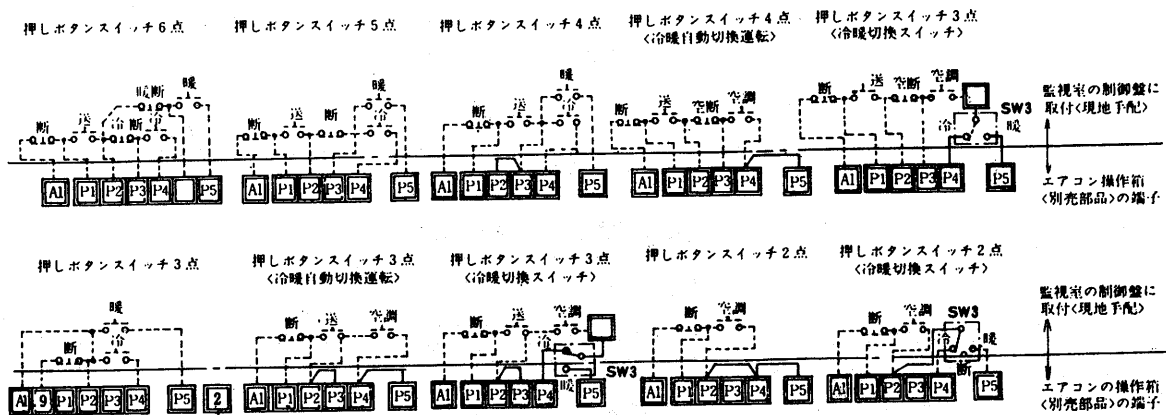 押しボタンスイッチ6点
押しボタンスイッチ5点
押しボタンスイッチ4点
押しボタンスイッチ4点
〈冷暖自動切換運転〉
押しボタンスイッチ3点
〈冷暖切換スイッチ〉
暖断 暖
断 送 冷断 冷
A1 P1 P2 P3 P4 P5
暖
断 送 断 冷
A1 P1 P2 P3 P4 P5
暖
断 送 冷
A1 P1 P2 P3 P4 P5
断 送 空断 空調
A1 P1 P2 P3 P4 P5
断 送 空断 空調
SW3
冷 暖
A1 P1 P2 P3 P4 P5
監視室の制御盤に
取付〈現地手配〉
エアコン操作箱
〈別売部品〉の端子
押しボタンスイッチ3点
押しボタンスイッチ3点
〈冷暖自動切換運転〉
押しボタンスイッチ3点
〈冷暖切換スイッチ〉
押しボタンスイッチ2点
押しボタンスイッチ2点
〈冷暖切換スイッチ〉
暖
断 冷
A1 9 P1 P2 P3 P4 P5 2
断 送 空調
A1 P1 P2 P3 P4 P5
断 送 空調
冷
SW3
暖
A1 P1 P2 P3 P4 P5
断 空調
A1 P1 P2 P3 P4 P5
断 空調
SW3
冷 暖
断
A1 P1 P2 P3 P4 P5
監視室の制御盤に
取付〈現地手配〉
エアコンの操作箱
〈別売部品〉の端子